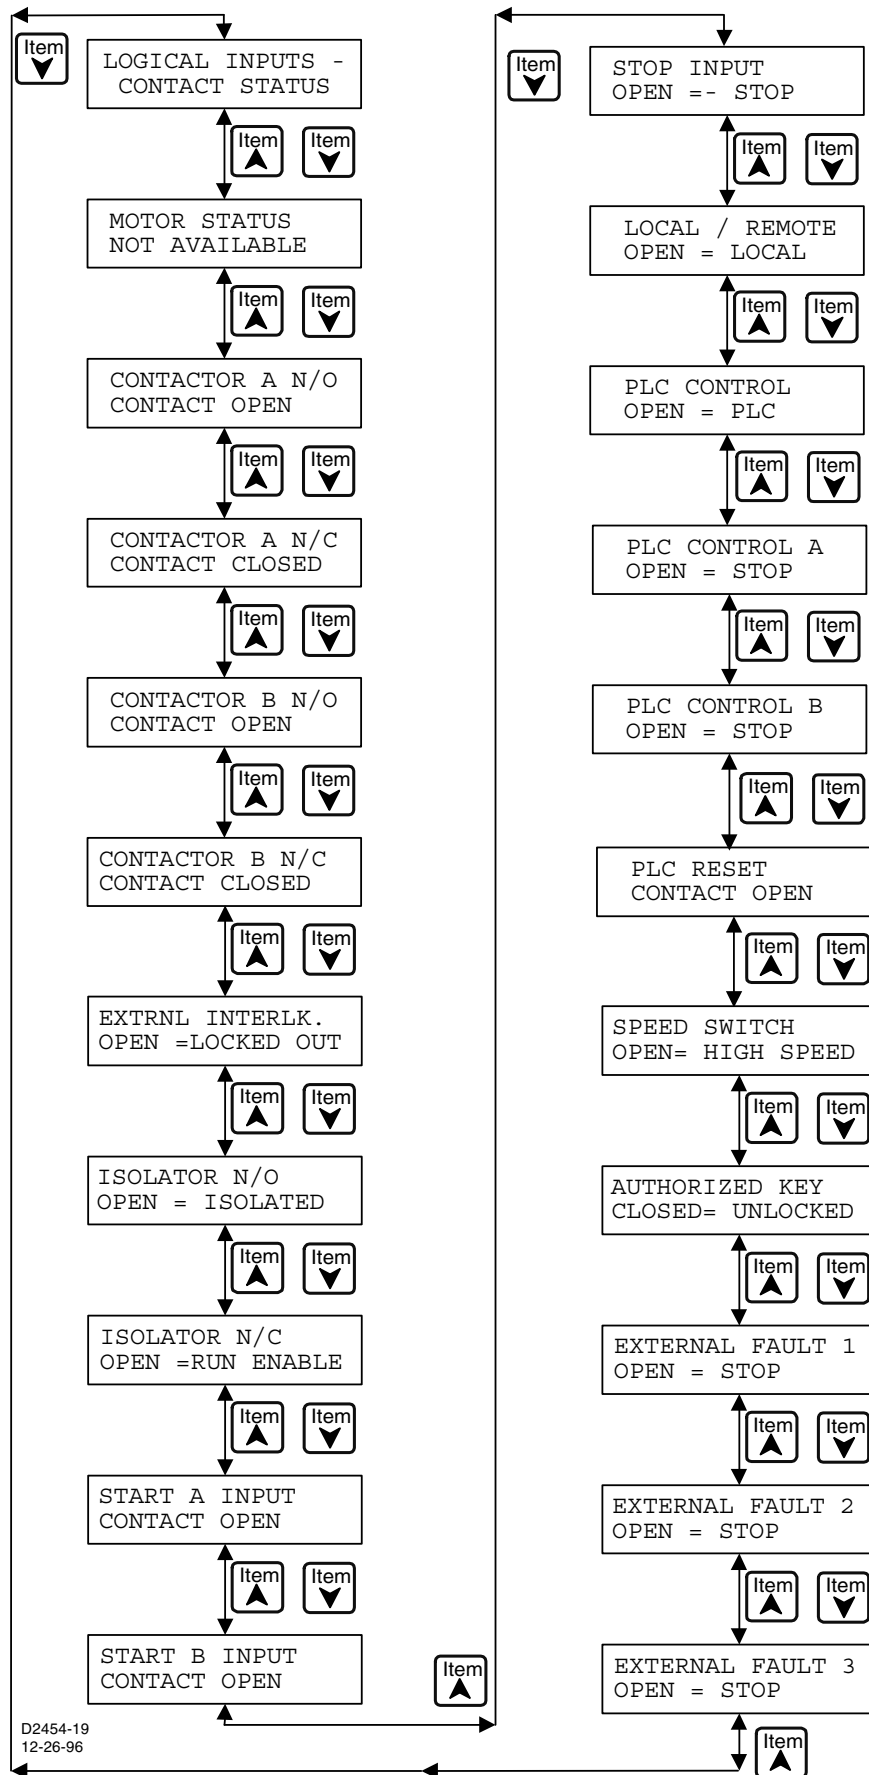 Item
LOGICAL INPUTS -
CONTACT STATUS
Item Item
MOTOR STATUS
NOT AVAILABLE
Item Item
CONTACTOR A N/O
CONTACT OPEN
Item Item
CONTACTOR A N/C
CONTACT CLOSED
Item Item
CONTACTOR B N/O
CONTACT OPEN
Item Item
CONTACTOR B N/C
CONTACT CLOSED
Item Item
EXTRNL INTERLK.
OPEN =LOCKED OUT
Item Item
ISOLATOR N/O
OPEN = ISOLATED
Item Item
ISOLATOR N/C
OPEN =RUN ENABLE
Item Item
START A INPUT
CONTACT OPEN
Item Item
START B INPUT
CONTACT OPEN
Item
D2454-19
12-26-96
Item
STOP INPUT
OPEN =- STOP
Item Item
LOCAL / REMOTE
OPEN = LOCAL
Item Item
PLC CONTROL
OPEN = PLC
Item Item
PLC CONTROL A
OPEN = STOP
Item Item
PLC CONTROL B
OPEN = STOP
Item Item
PLC RESET
CONTACT OPEN
Item Item
SPEED SWITCH
OPEN= HIGH SPEED
Item Item
AUTHORIZED KEY
CLOSED= UNLOCKED
Item Item
EXTERNAL FAULT 1
OPEN = STOP
Item Item
EXTERNAL FAULT 2
OPEN = STOP
Item Item
EXTERNAL FAULT 3
OPEN = STOP
Item